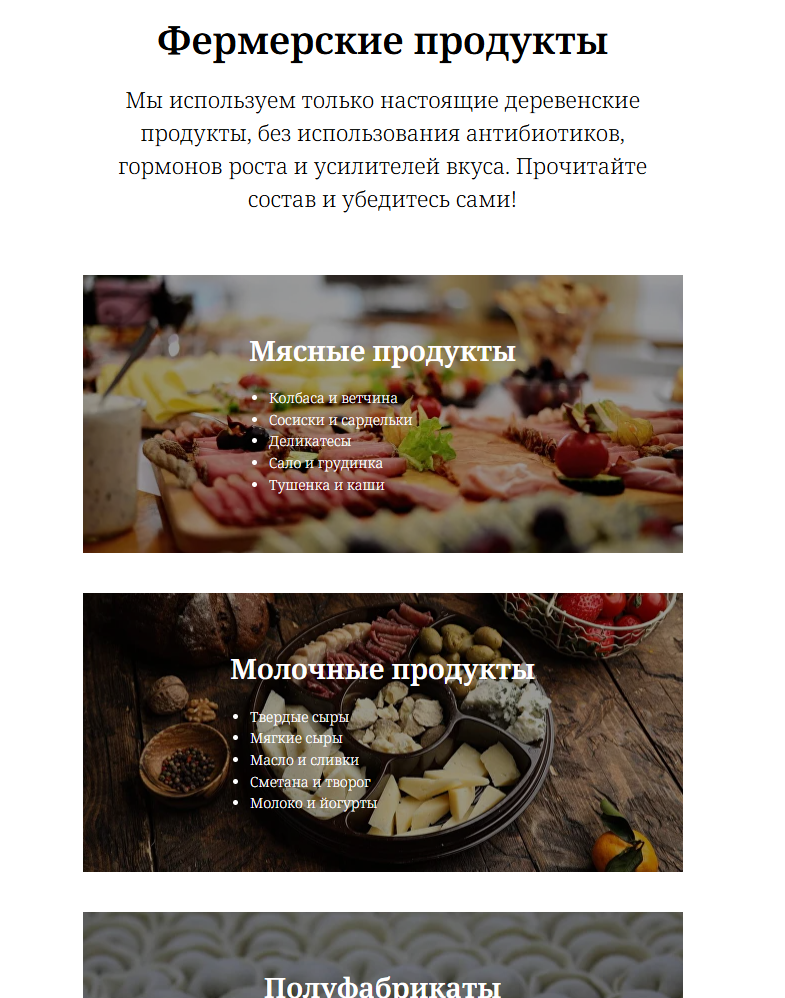 Фермерские продукты
Мы используем только настоящие деревенские
продукты, без использования антибиотиков,
гормонов роста и усилителей вкуса. Прочитайте
состав и убедитесь сами!
Мясные продукты
Колбаса и ветчина
Сосиски и сардельки
Деликатесы
Сало и грудинка
Тушенка и каши
Молочные продукты
Твердые сыры
Мягкие сыры
Масло и сливки
Сметана и творог
Молоко и йогурты
Полуфабрикаты